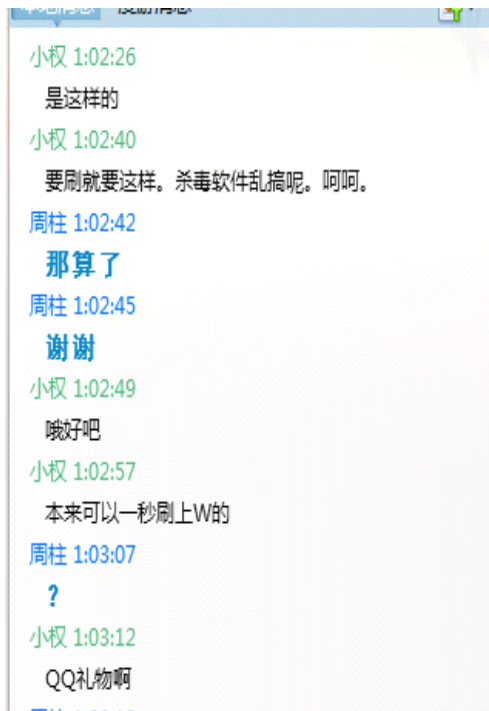 小权 1:02:26
是这样的
小权 1:02:40
要刷就要这样。杀毒软件乱搞呢。呵呵。
周柱 1:02:42
那算了
周柱 1:02:45
谢谢
小权 1:02:49
哦好吧
小权 1:02:57
本来可以一秒刷上W的
周柱 1:03:07
?
小权 1:03:12
QQ礼物啊